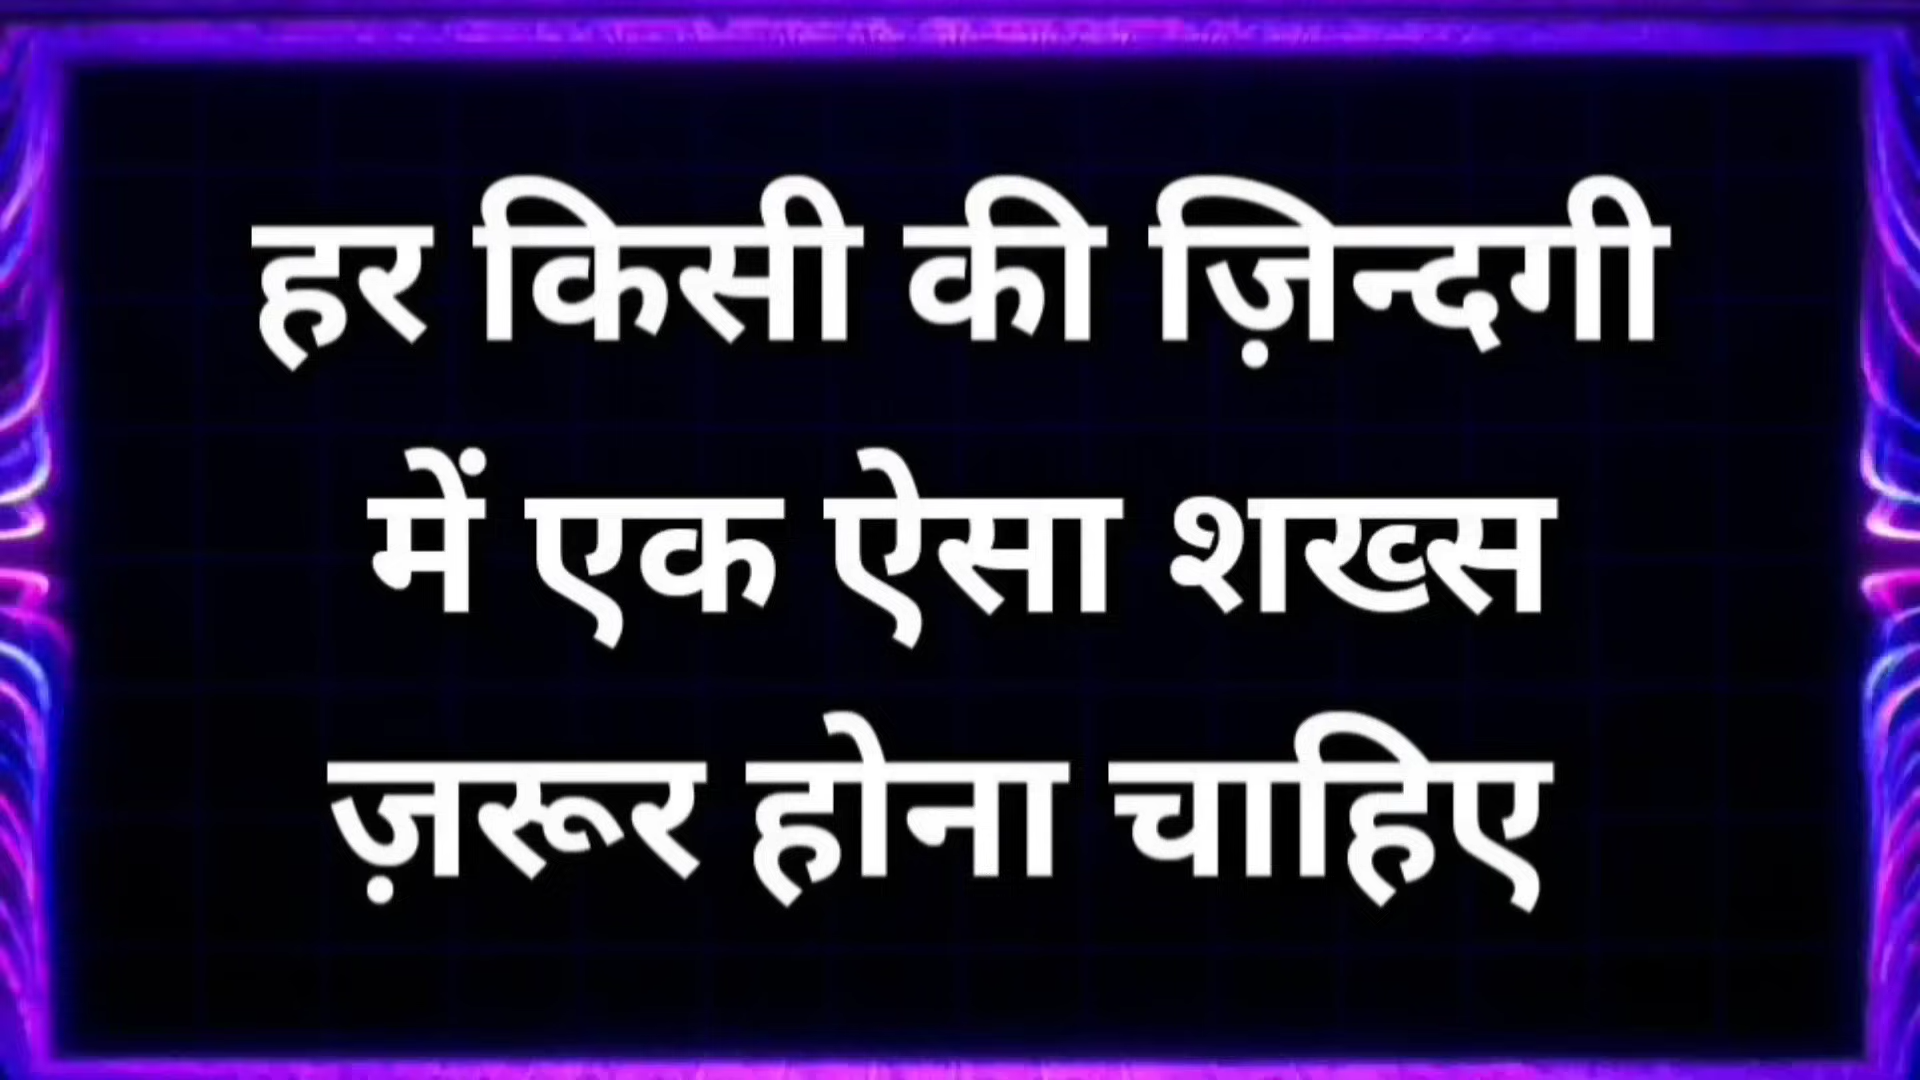 हर किसी की ज़िन्दगी
में एक ऐसा शख्स
ज़रूर होना चाहिए